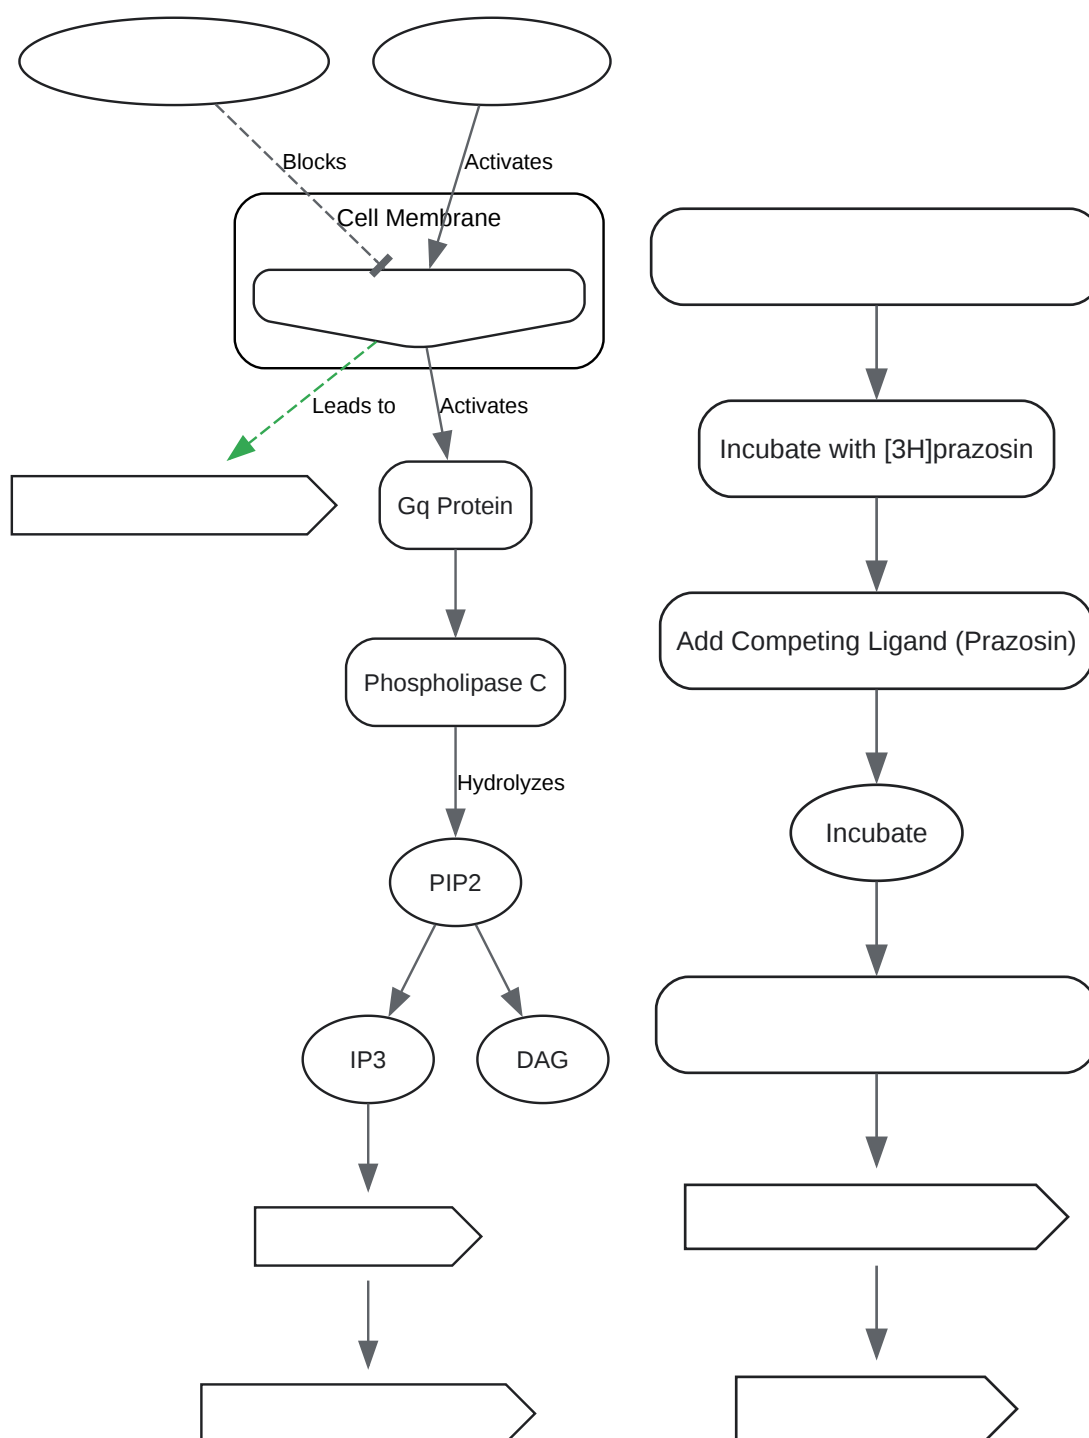 Blocks
Activates
Cell Membrane
Leads to
Activates
Gq Protein
Phospholipase C
Hydrolyzes
PIP2
IP3
DAG
Incubate with [3H]prazosin
Add Competing Ligand (Prazosin)
Incubate